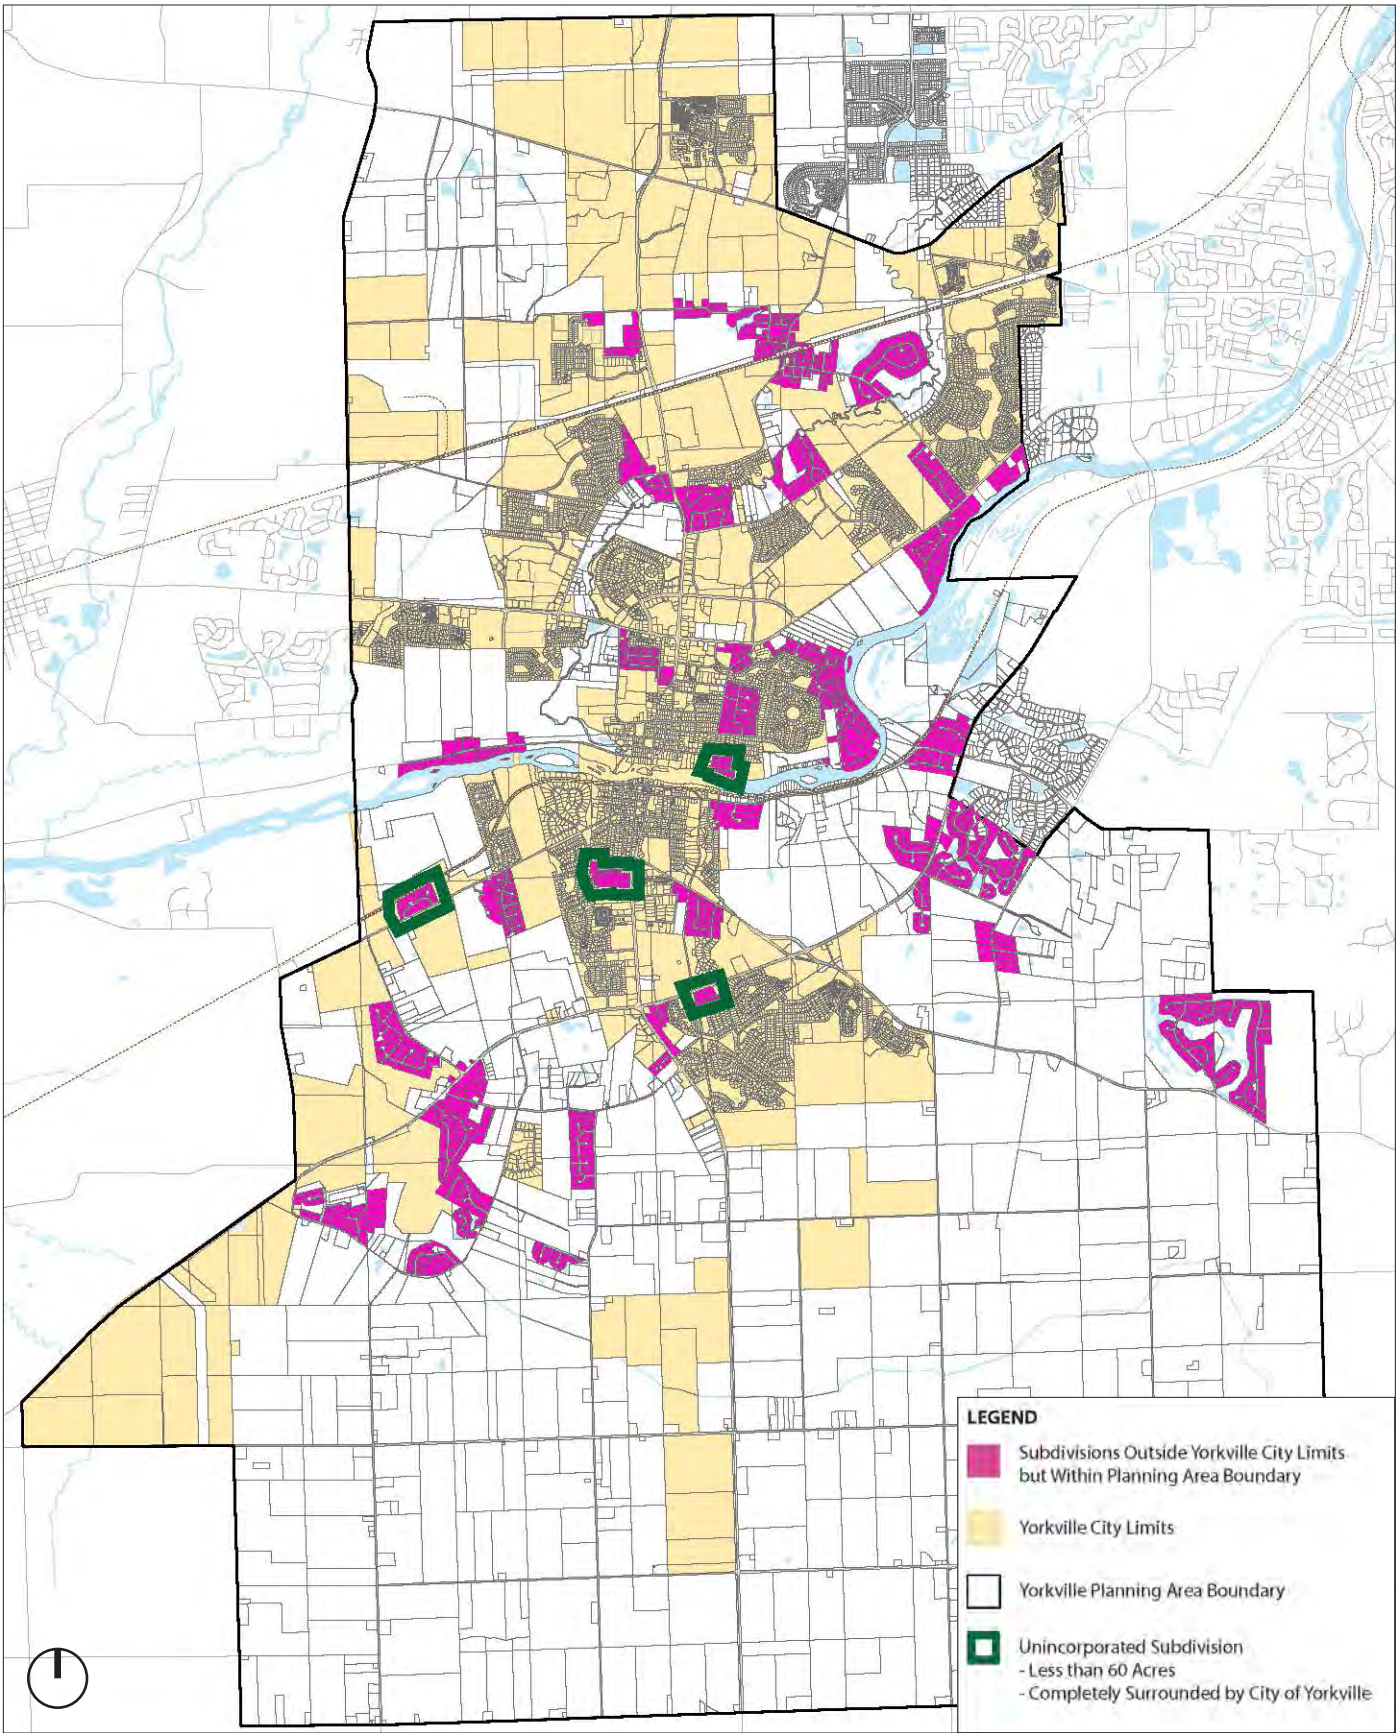 LEGEND
Subdivisions Outside Yorkville City Limits
but Within Planning Area Boundary
Yorkville City Limits
Yorkville Planning Area Boundary
Unincorporated Subdivision
- Less than 60 Acres
- Completely Surrounded by City of Yorkville